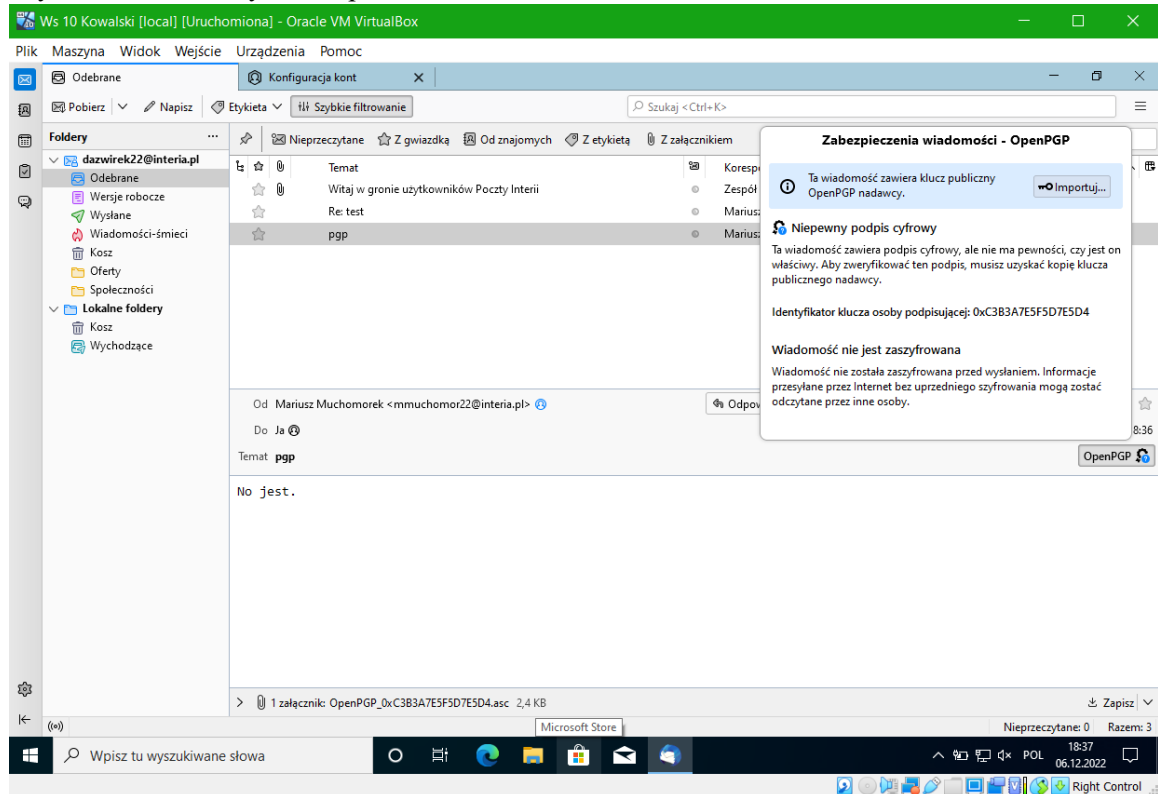 Ws 10 Kowalski [local] [Uruchomiona] - Oracle VM VirtualBox
Plik Maszyna Widok Wejście Urządzenia Pomoc
Odebrane
Konfiguracja kont
Pobierz Napisz Etykieta Szybkie filtrowanie
Szukaj <Ctrl+K>
Foldery
Nieprzeczytane Z gwiazdką Od znajomych Z etykietą Z załącznikiem
dazwirek22@interia.pl
Odebrane
Wersje robocze
Wysłane
Wiadomości-śmieci
Kosz
Oferty
Społeczności
Lokalne foldery
Kosz
Wychodzące
Temat Koresp
Witaj w gronie użytkowników Poczty Interii Zespół
Re: test Marius
pgp Marius
Zabezpieczenia wiadomości - OpenPGP
Ta wiadomość zawiera klucz publiczny
OpenPGP nadawcy.
Importuj...
Niepewny podpis cyfrowy
Ta wiadomość zawiera podpis cyfrowy, ale nie ma pewności, czy jest on
właściwy. Aby zweryfikować ten podpis, musisz uzyskać kopię klucza
publicznego nadawcy.
Identyfikator klucza osoby podpisującej: 0xC3B3A7E5F5D7E5D4
Wiadomość nie jest zaszyfrowana
Wiadomość nie została zaszyfrowana przed wysłaniem. Informacje
przesyłane przez Internet bez uprzedniego szyfrowania mogą zostać
odczytane przez inne osoby.
Od Mariusz Muchomorek <mmuchomor22@interia.pl>
Odpov
Do Ja
8:36
Temat pgp
OpenPGP
No jest.
1 załącznik: OpenPGP_0xC3B3A7E5F5D7E5D4.asc 2,4 KB
Zapisz
Microsoft Store
Nieprzeczytane: 0 Razem: 3
Wpisz tu wyszukiwane słowa
POL
18:37
06.12.2022
Right Control